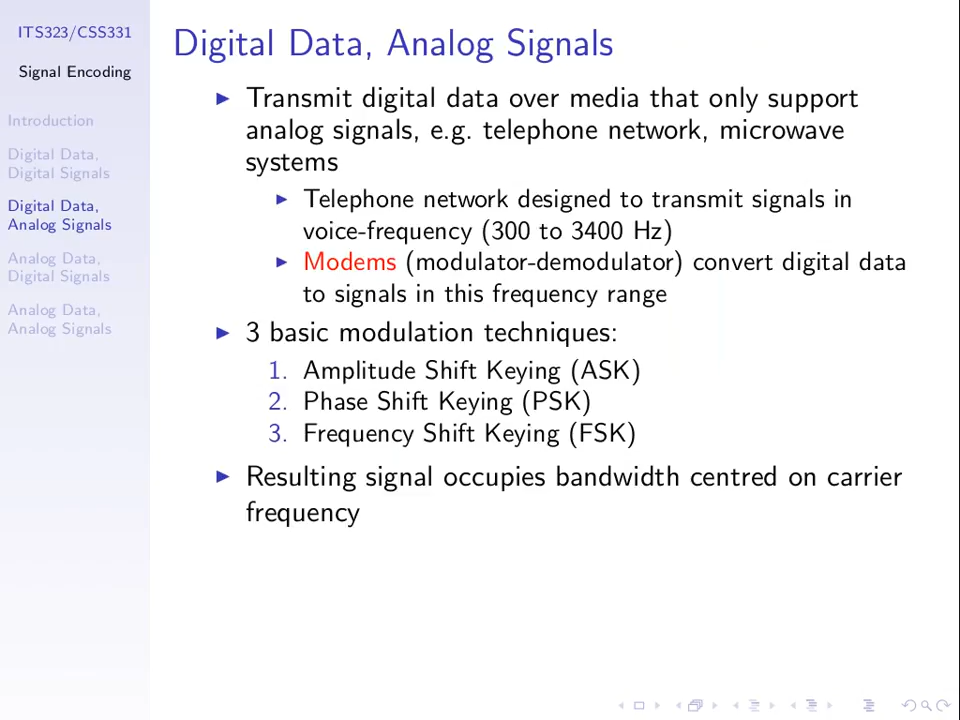 ITS323/CSS331
Signal Encoding
Introduction
Digital Data,
Digital Signals
Digital Data,
Analog Signals
Analog Data,
Digital Signals
Analog Data,
Analog Signals
Digital Data, Analog Signals
Transmit digital data over media that only support
analog signals, e.g. telephone network, microwave
systems
Telephone network designed to transmit signals in
voice-frequency (300 to 3400 Hz)
Modems (modulator-demodulator) convert digital data
to signals in this frequency range
3 basic modulation techniques:
1. Amplitude Shift Keying (ASK)
2. Phase Shift Keying (PSK)
3. Frequency Shift Keying (FSK)
Resulting signal occupies bandwidth centred on carrier
frequency